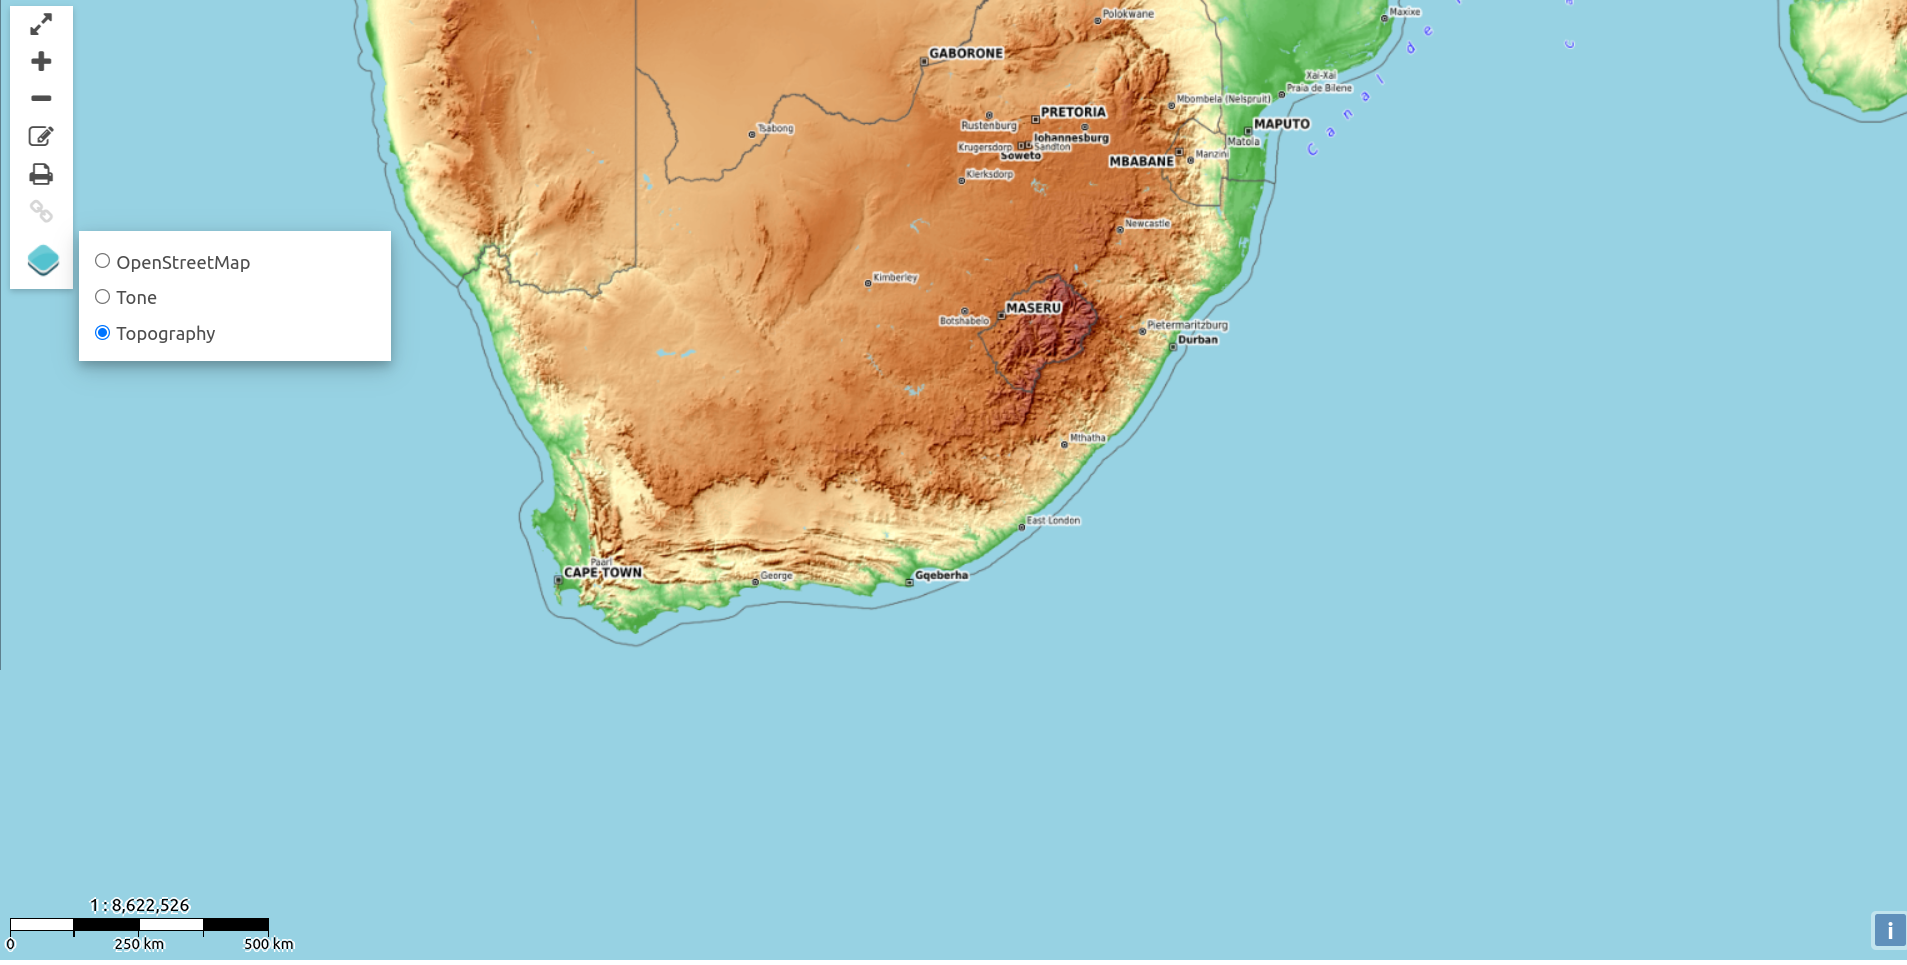 Polokwane
Maxixe
GABORONE
Canal de
c
Xai-Xai
Praia de Bilene
Mbombela (Nelspruit)
PRETORIA
Rustenburg
MAPUTO
Tsabong
Johannesburg
Krugersdorp
Sandton
Soweto
Matola
MBABANE
Manzini
Klerksdorp
Newcastle
OpenStreetMap
Tone
Topography
Kimberley
MASERU
Botshabelo
Pietermaritzburg
Durban
Mthatha
East London
Paarl
CAPE TOWN
George
Gqeberha
1 : 8,622,526
0
250 km
500 km
i